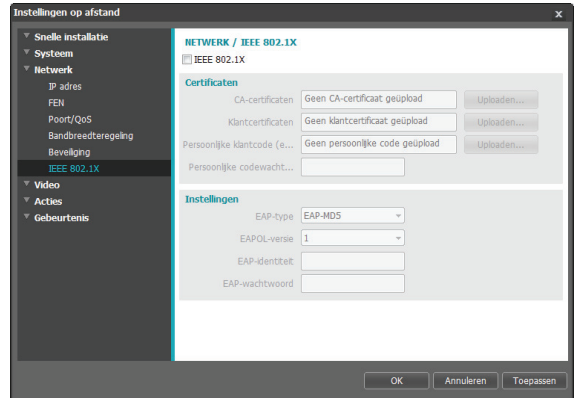 Instellingen op afstand
x
Snelle installatie
Systeem
Netwerk
IP adres
FEN
Poort/QoS
Bandbreedteregeling
Beveiliging
IEEE 802.1X
Video
Acties
Gebeurtenis
NETWERK / IEEE 802.1X
IEEE 802.1X
Certificaten
CA-certificaten Geen CA-certificaat geüpload Uploaden...
Klantcertificaten Geen klantcertificaat geüpload Uploaden...
Persoonlijke klantcode (e... Geen persoonlijke code geüpload Uploaden...
Persoonlijke codewacht...
Instellingen
EAP-type EAP-MD5
EAPOL-versie 1
EAP-identiteit
EAP-wachtwoord
OK Annuleren Toepassen